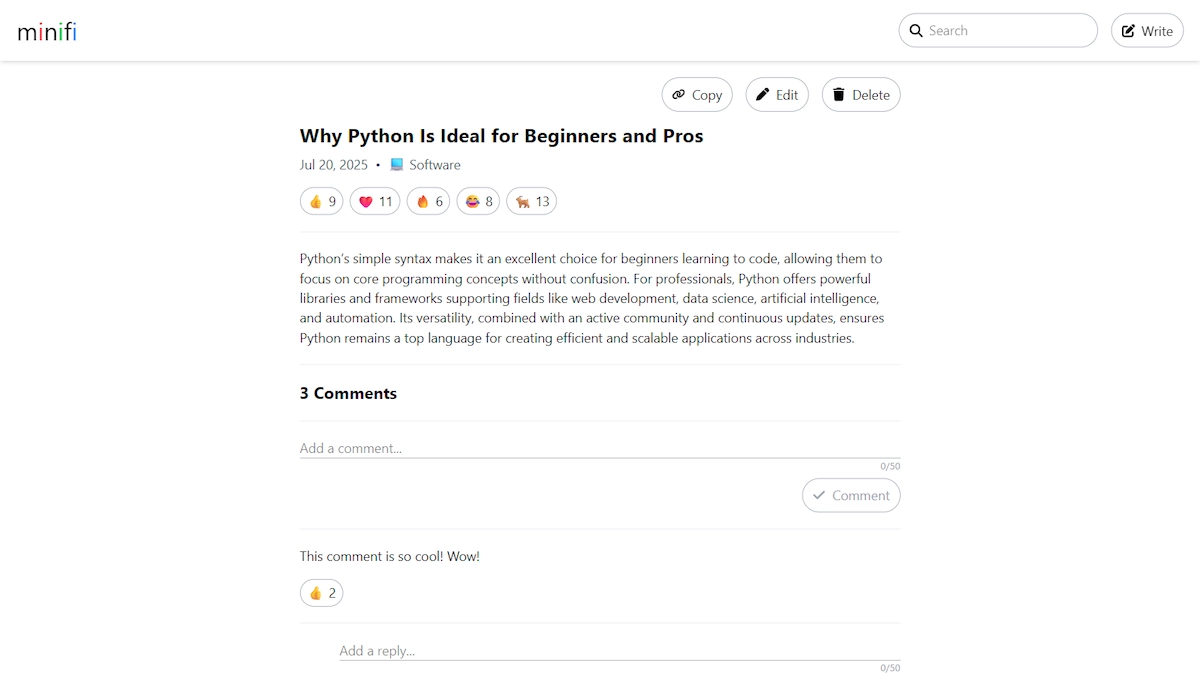 minifi
Search
Write
Copy
Edit
Delete
Why Python Is Ideal for Beginners and Pros
Jul 20, 2025 • Software
9
11
6
8
13
Python's simple syntax makes it an excellent choice for beginners learning to code, allowing them to
focus on core programming concepts without confusion. For professionals, Python offers powerful
libraries and frameworks supporting fields like web development, data science, artificial intelligence,
and automation. Its versatility, combined with an active community and continuous updates, ensures
Python remains a top language for creating efficient and scalable applications across industries.
3 Comments
Add a comment...
0/50
Comment
This comment is so cool! Wow!
2
Add a reply...
0/50